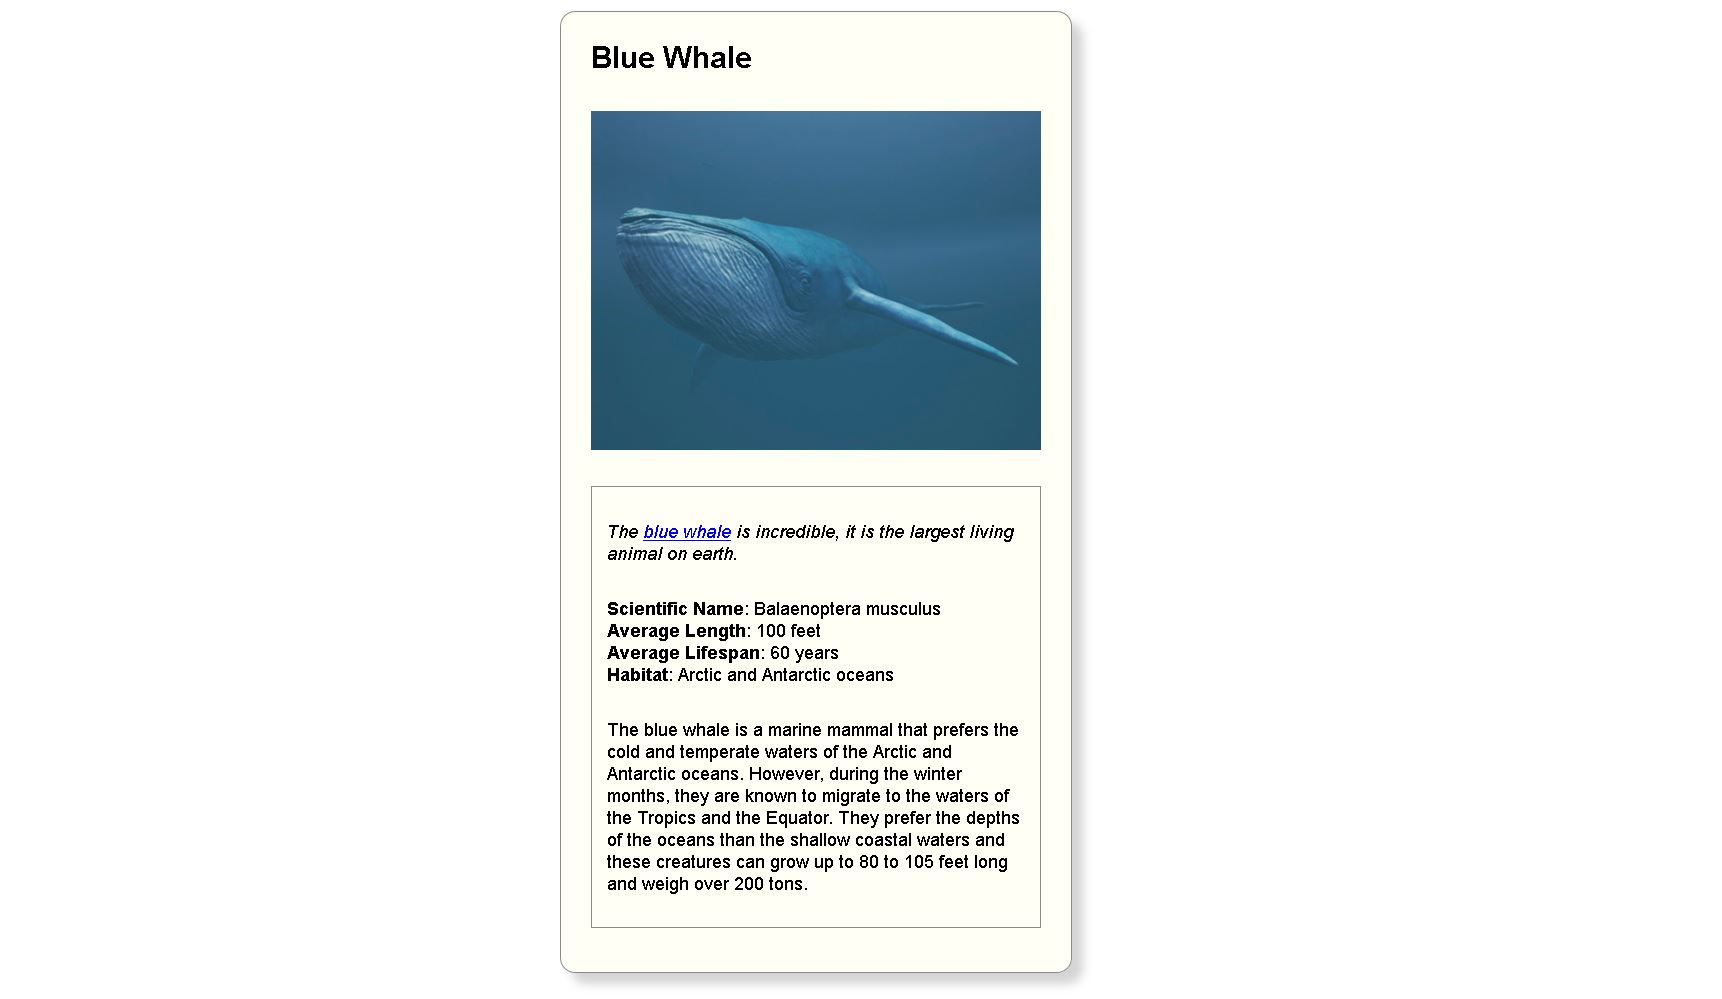 Blue Whale
The blue whale is incredible, it is the largest living
animal on earth.
Scientific Name: Balaenoptera musculus
Average Length: 100 feet
Average Lifespan: 60 years
Habitat: Arctic and Antarctic oceans
The blue whale is a marine mammal that prefers the
cold and temperate waters of the Arctic and
Antarctic oceans. However, during the winter
months, they are known to migrate to the waters of
the Tropics and the Equator. They prefer the depths
of the oceans than the shallow coastal waters and
these creatures can grow up to 80 to 105 feet long
and weigh over 200 tons.